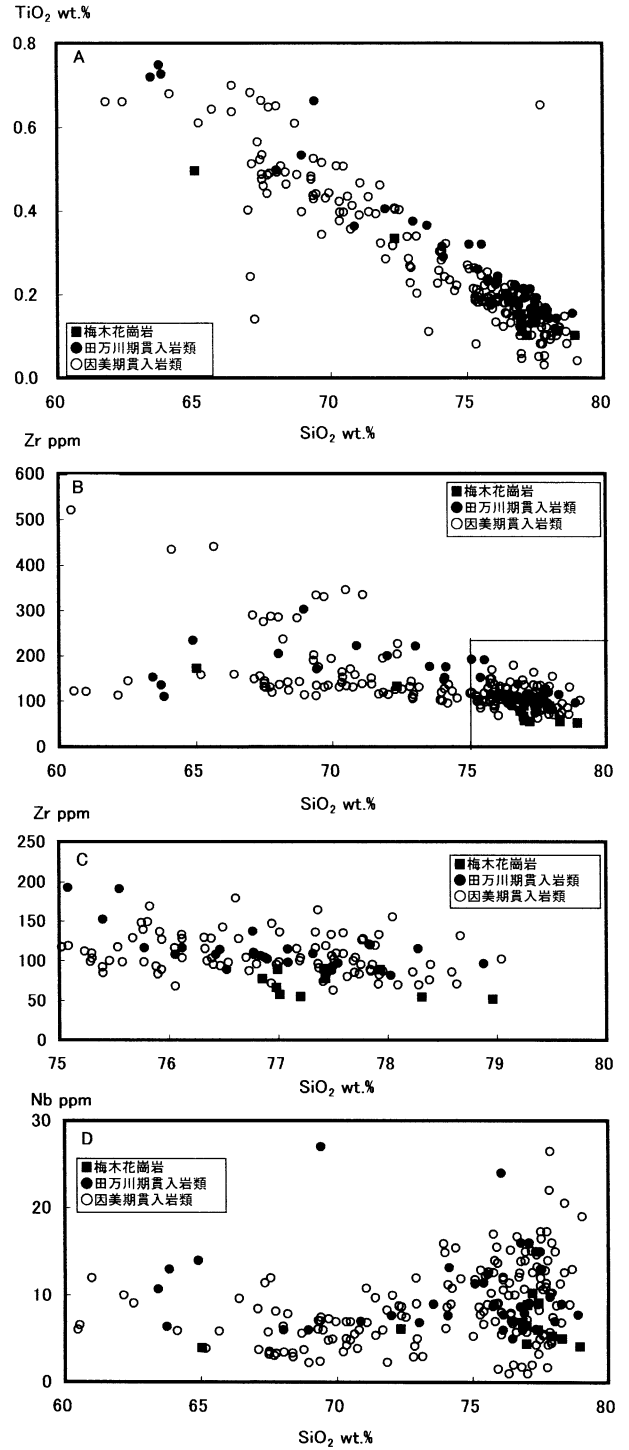 TiO2 wt.%
0.8
A
0.6
0.4
0.2
0.0
■梅木花崗岩
●田万川期貫入岩類
○因美期貫入岩類
60 65 70 75 80
SiO2 wt.%
Zr ppm
600
B
500
400
300
200
100
0
■梅木花崗岩
●田万川期貫入岩類
○因美期貫入岩類
60 65 70 75 80
SiO2 wt.%
Zr ppm
250
C
200
150
100
50
0
■梅木花崗岩
●田万川期貫入岩類
○因美期貫入岩類
75 76 77 78 79 80
SiO2 wt.%
Nb ppm
30
D
20
10
0
■梅木花崗岩
●田万川期貫入岩類
○因美期貫入岩類
60 65 70 75 80
SiO2 wt.%